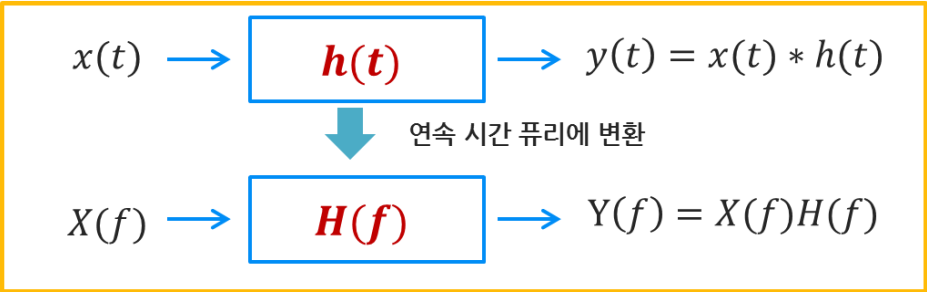 x(t) h(t) y(t) = x(t) ∗ h(t)
연속 시간 퓨리에 변환
X(f) H(f) Y(f) = X(f)H(f)